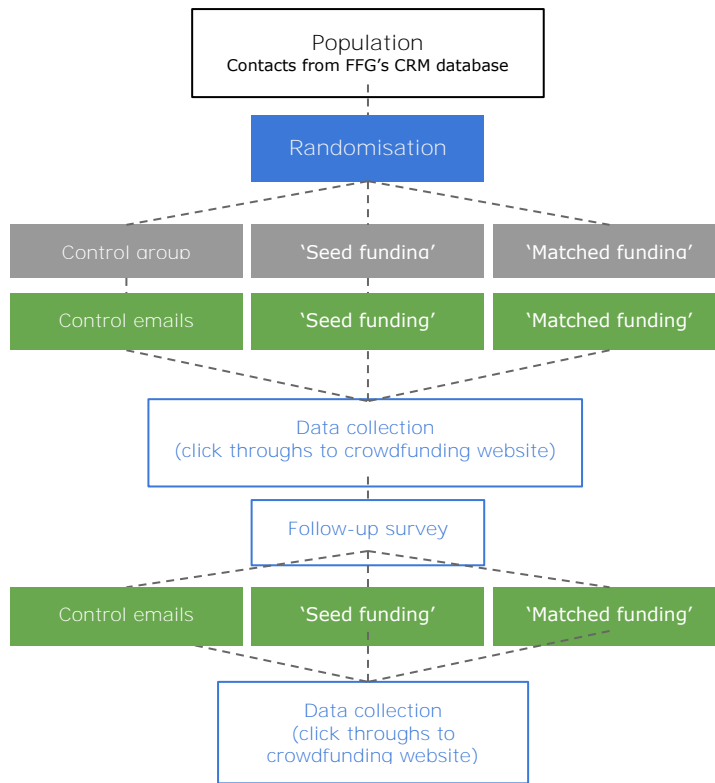 Population
Contacts from FFG's CRM database
Randomisation
Control group
‘Seed funding’
‘Matched funding’
Control emails
‘Seed funding’
‘Matched funding’
Data collection
(click throughs to crowdfunding website)
Follow-up survey
Control emails
‘Seed funding’
‘Matched funding’
Data collection
(click throughs to
crowdfunding website)